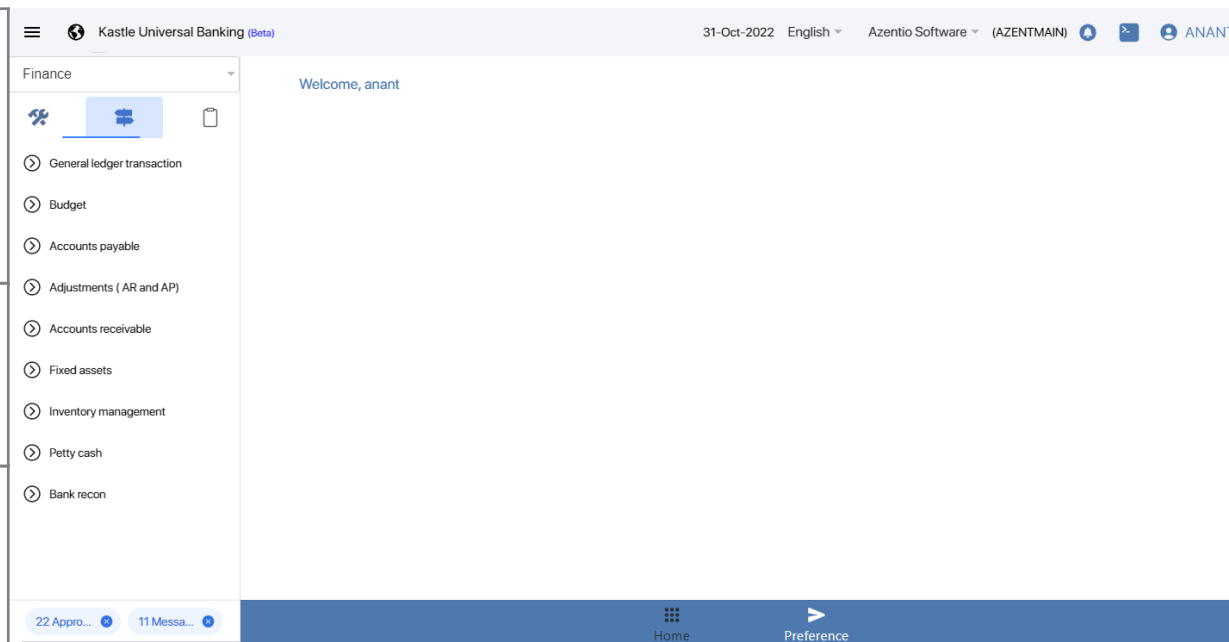 Kastle Universal Banking (Beta)
31-Oct-2022 English Azentio Software (AZENTMAIN) ANANT
Finance
Welcome, anant
General ledger transaction
Budget
Accounts payable
Adjustments ( AR and AP)
Accounts receivable
Fixed assets
Inventory management
Petty cash
Bank recon
22 Appro... 11 Messa...
Home Preference